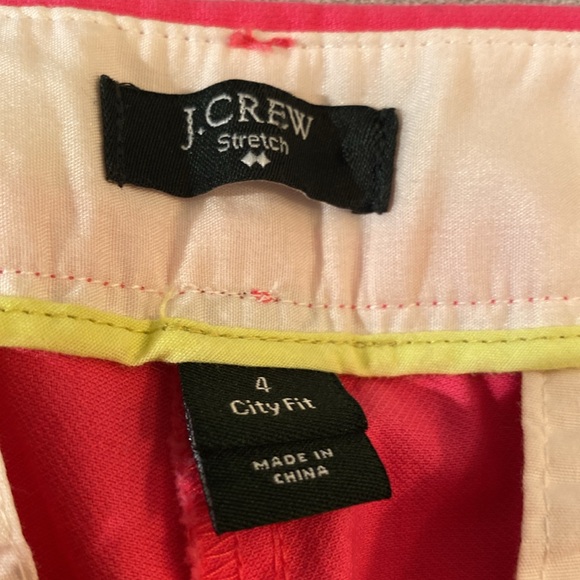 J.CREW
Stretch
4
City Fit
MADE IN
CHINA